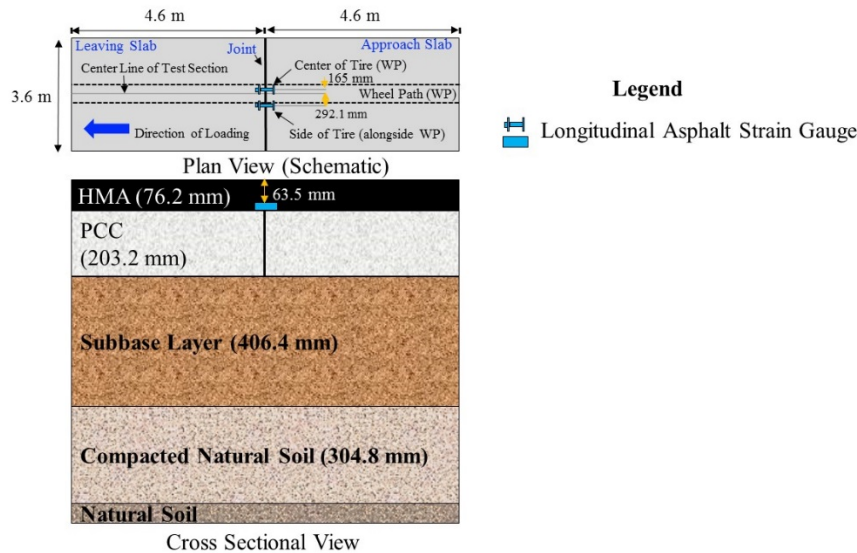 4.6 m
4.6 m
3.6 m
Leaving Slab
Joint
Approach Slab
Center Line of Test Section
Center of Tire (WP)
165 mm
Wheel Path (WP)
292.1 mm
Direction of Loading
Side of Tire (alongside WP)
Plan View (Schematic)
Legend
Longitudinal Asphalt Strain Gauge
HMA (76.2 mm)
63.5 mm
PCC
(203.2 mm)
Subbase Layer (406.4 mm)
Compacted Natural Soil (304.8 mm)
Natural Soil
Cross Sectional View